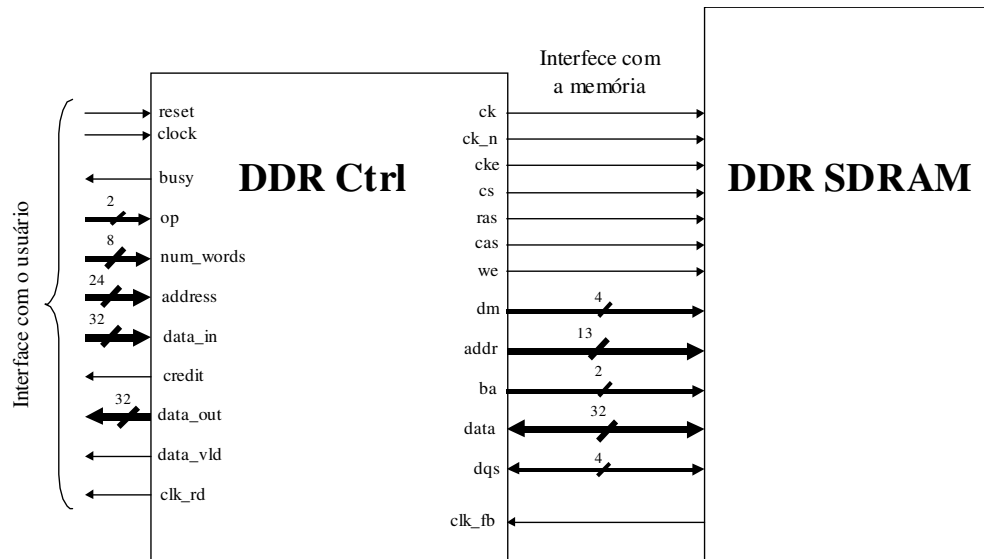 Interfece com
a memória
Interface com o usuário
DDR Ctrl
DDR SDRAM
reset
clock
busy
2
op
8
num_words
24
address
32
data_in
credit
32
data_out
data_vld
clk_rd
ck
ck_n
cke
cs
ras
cas
we
4
dm
13
addr
2
ba
32
data
4
dqs
clk_fb